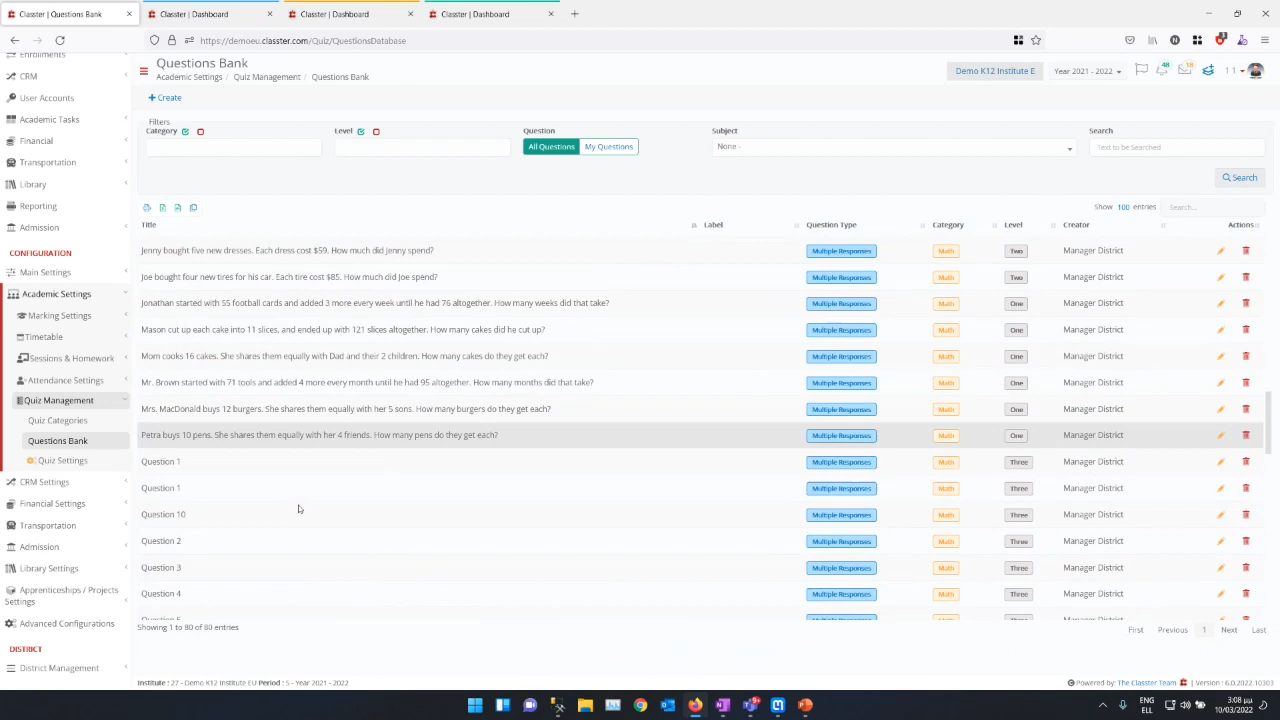 Classter | Questions Bank
Classter | Dashboard
Classter | Dashboard
Classter | Dashboard
https://demoeu.classter.com/Quiz/QuestionsDatabase
Enrollments
CRM
User Accounts
Academic Tasks
Financial
Transportation
Library
Reporting
Admission
CONFIGURATION
Main Settings
Academic Settings
Marking Settings
Timetable
Sessions & Homework
Attendance Settings
Quiz Management
Quiz Categories
Questions Bank
Quiz Settings
CRM Settings
Financial Settings
Transportation
Admission
Library Settings
Apprenticeships / Projects
Settings
Advanced Configurations
DISTRICT
District Management
Questions Bank
Academic Settings / Quiz Management / Questions Bank
Demo K12 Institute E
Year 2021 - 2022
48
18
1 1
Create
Filters
Category
Level
Question
Subject
Search
All Questions My Questions
None -
Text to be Searched
Search
Show 100 entries Search...
Title Label Question Type Category Level Creator Actions
Jenny bought five new dresses. Each dress cost $59. How much did jenny spend? Multiple Responses Math Two Manager District
Joe bought four new tires for his car. Each tire cost $85. How much did Joe spend? Multiple Responses Math Two Manager District
Jonathan started with 55 football cards and added 3 more every week until he had 76 altogether. How many weeks did that take? Multiple Responses Math One Manager District
Mason cut up each cake into 11 slices, and ended up with 121 slices altogether. How many cakes did he cut up? Multiple Responses Math One Manager District
Mom cooks 16 cakes. She shares them equally with Dad and their 2 children. How many cakes do they get each? Multiple Responses Math One Manager District
Mr. Brown started with 71 tools and added 4 more every month until he had 95 altogether. How many months did that take? Multiple Responses Math One Manager District
Mrs. MacDonald buys 12 burgers. She shares them equally with her 5 sons. How many burgers do they get each? Multiple Responses Math One Manager District
Petra buys 10 pens. She shares them equally with her 4 friends. How many pens do they get each? Multiple Responses Math One Manager District
Question 1 Multiple Responses Math Three Manager District
Question 1 Multiple Responses Math Three Manager District
Question 10 Multiple Responses Math Three Manager District
Question 2 Multiple Responses Math Three Manager District
Question 3 Multiple Responses Math Three Manager District
Question 4 Multiple Responses Math Three Manager District
Showing 1 to 80 of 80 entries
First Previous 1 Next Last
Institute : 27 - Demo K12 Institute EU Period : 5 - Year 2021 - 2022
Powered by: The Classter Team | Version : 6.0.2022.10303
ENG
EL
3:08 μμ
10/03/2022